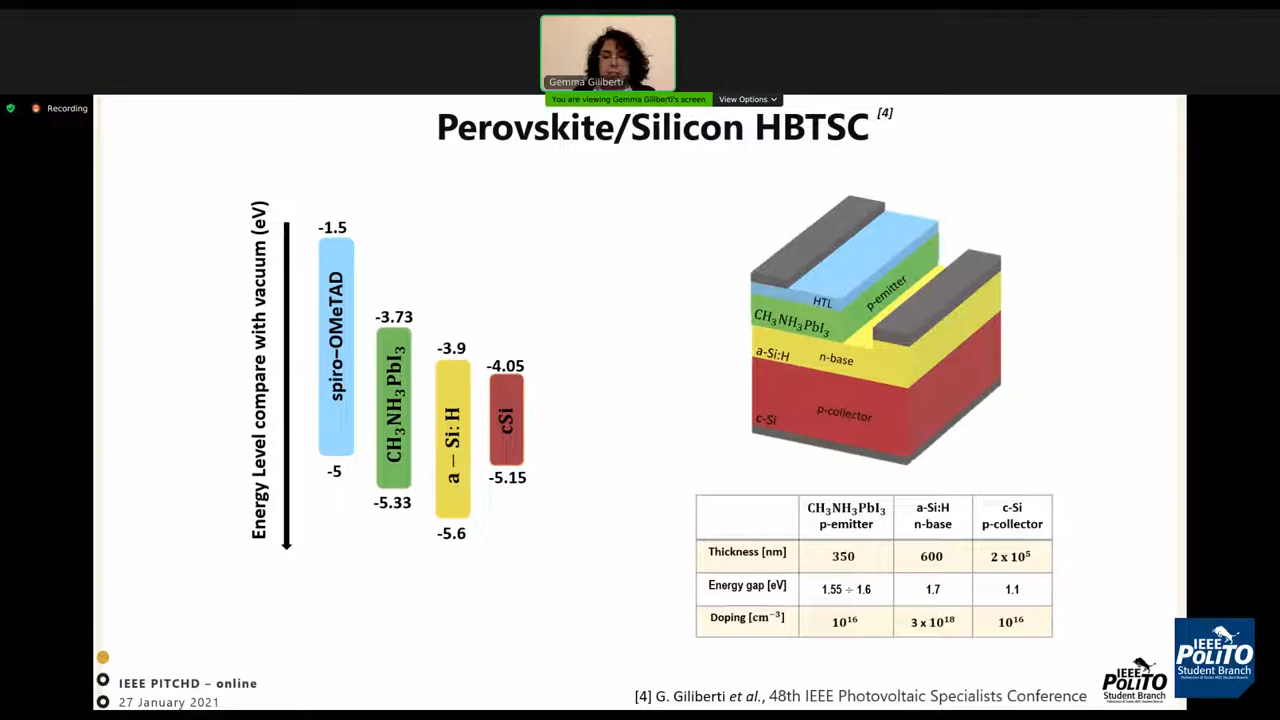 Gemma Giliberti
You are viewing Gemma Giliberti's screen
View Options
Recording
Perovskite/Silicon HBTSC [4]
Energy Level compare with vacuum (eV)
-1.5
spiro-OMeTAD
-5
-3.73
CH₃NH₃PbI₃
-5.33
-3.9
a – Si: H
-5.6
-4.05
cSi
-5.15
HTL
p-emitter
CH₃NH₃PbI₃
a-Si:H
n-base
p-collector
c-Si
CH₃NH₃PbI₃ a-Si:H c-Si
p-emitter n-base p-collector
Thickness [nm] 350 600 2 x 10⁵
Energy gap [eV] 1.55 ÷ 1.6 1.7 1.1
Doping [cm⁻³] 10¹⁶ 3 x 10¹⁸ 10¹⁶
IEEE PITCHD – online
27 January 2021
[4] G. Giliberti et al., 48th IEEE Photovoltaic Specialists Conference
IEEE
POLITO
Student Branch
IEEE
POLITO
Student Branch